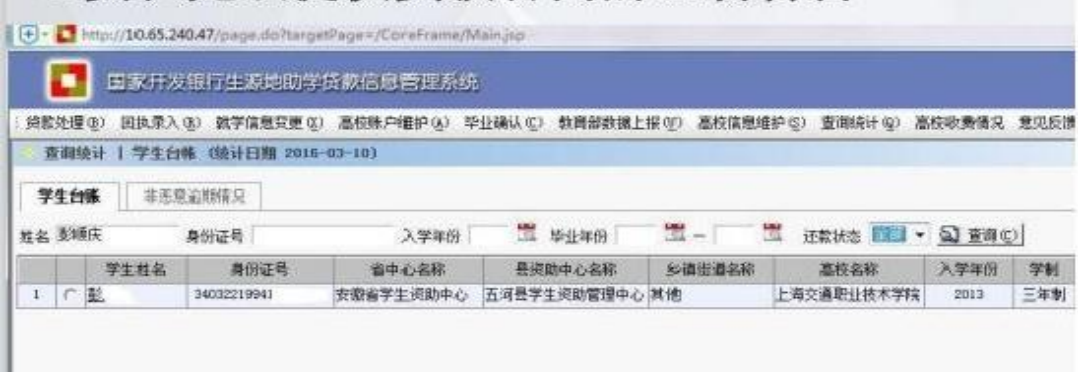 http://10.65.240.47/page.do?targetPage=/CoreFrame/Main.jsp
国家开发银行生源地助学贷款信息管理系统
贷款处理(B) 回执录入(R) 就学信息变更(X) 高校账户维护(A) 毕业确认(C) 教育部数据上报(V) 高校信息维护(S) 查询统计(Q) 高校收费情况 意见反馈
查询统计 | 学生台帐 (统计日期 2016-03-10)
学生台账 非恶意逾期情况
姓名 彭顺庆 身份证号 入学年份 毕业年份 - 还款状态 全部 查询(C)
学生姓名 身份证号 省中心名称 县资助中心名称 乡镇街道名称 高校名称 入学年份 学制
1 彭 34032219941 安徽省学生资助中心 五河县学生资助管理中心 其他 上海交通职业技术学院 2013 三年制